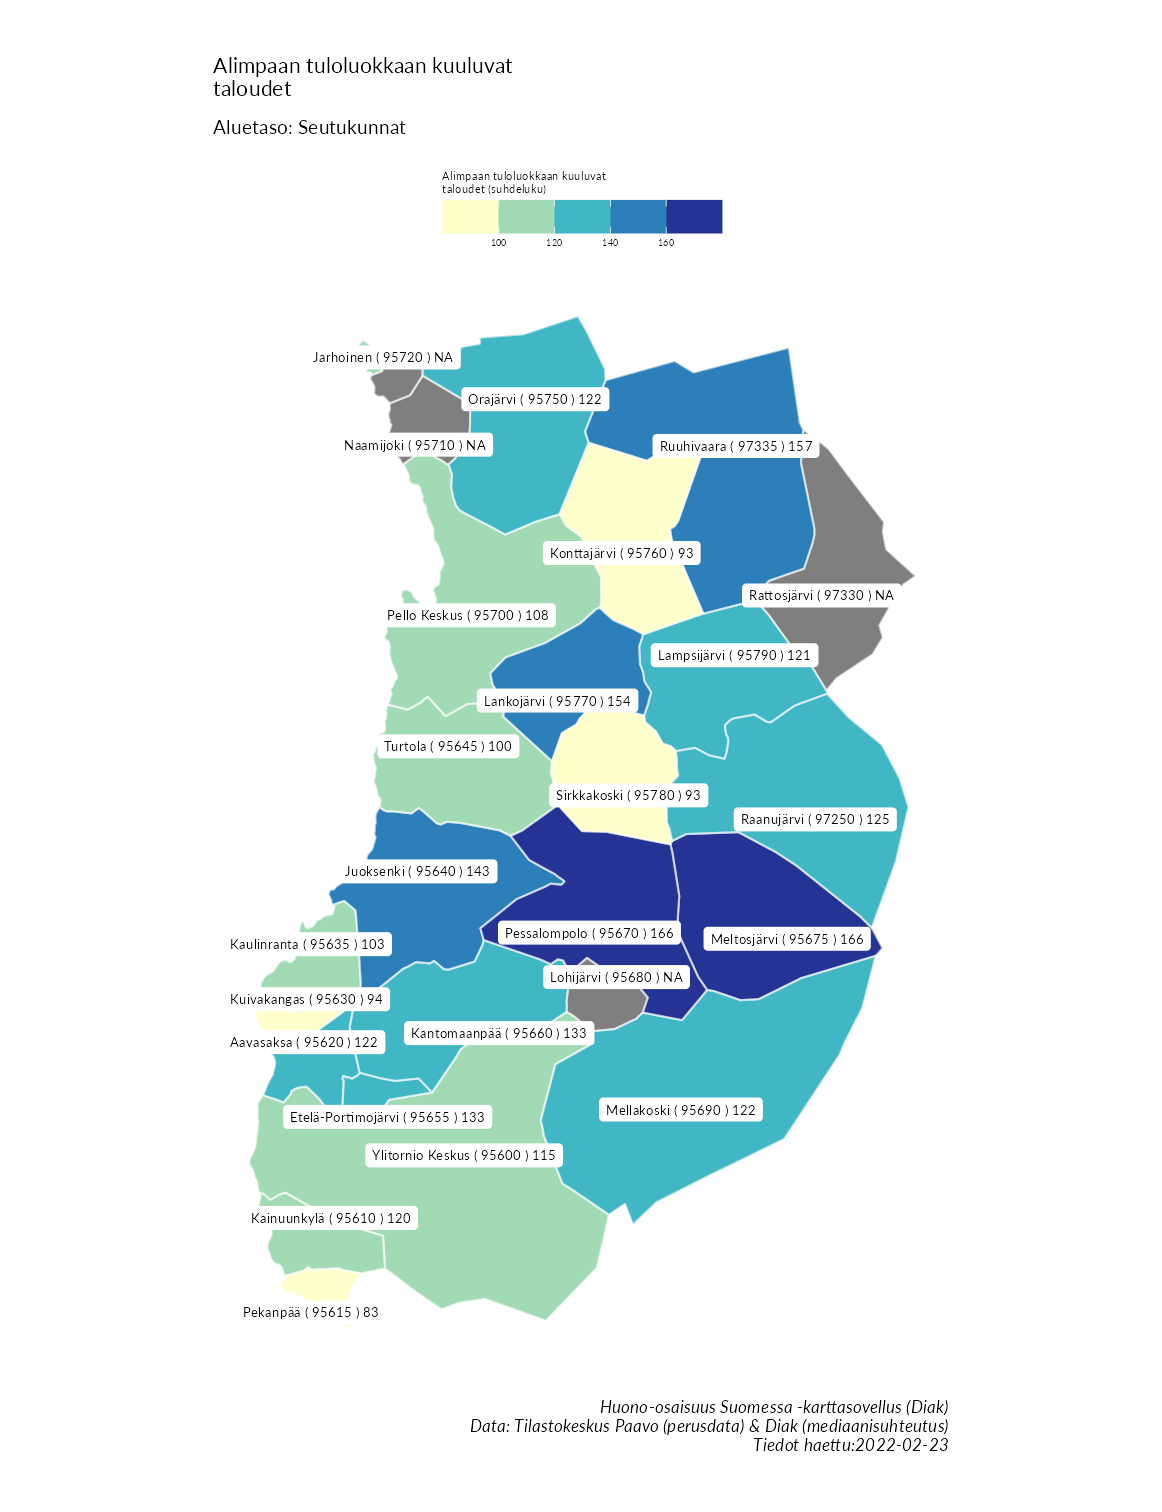 Alimpaan tuloluokkaan kuuluvat
taloudet
Aluetaso: Seutukunnat
Alimpaan tuloluokkaan kuuluvat
taloudet (suhdeluku)
100 120 140 160
Jarhoinen ( 95720 ) NA
Orajärvi ( 95750 ) 122
Naamijoki ( 95710 ) NA
Ruuhivaara ( 97335 ) 157
Konttajärvi ( 95760 ) 93
Rattosjärvi ( 97330 ) NA
Pello Keskus ( 95700 ) 108
Lampsijärvi ( 95790 ) 121
Lankojärvi ( 95770 ) 154
Turtola ( 95645 ) 100
Sirkkakoski ( 95780 ) 93
Raanujärvi ( 97250 ) 125
Juoksenki ( 95640 ) 143
Pessalompolo ( 95670 ) 166
Meltosjärvi ( 95675 ) 166
Kaulinranta ( 95635 ) 103
Lohijärvi ( 95680 ) NA
Kuivakangas ( 95630 ) 94
Kantomaanpää ( 95660 ) 133
Aavasaksa ( 95620 ) 122
Mellakoski ( 95690 ) 122
Etelä-Portimojärvi ( 95655 ) 133
Ylitornio Keskus ( 95600 ) 115
Kainuunkylä ( 95610 ) 120
Pekanpää ( 95615 ) 83
Huono-osaisuus Suomessa -karttasovellus (Diak)
Data: Tilastokeskus Paavo (perusdata) & Diak (mediaanisuhteutus)
Tiedot haettu:2022-02-23